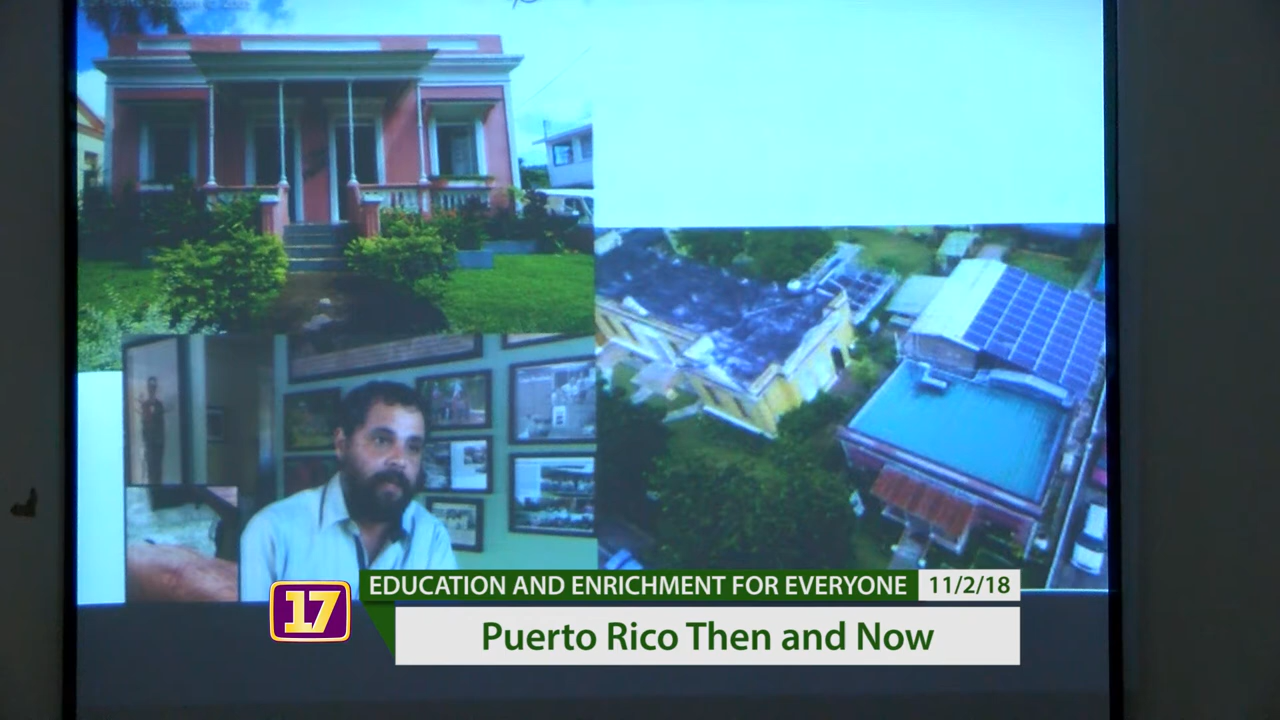 EDUCATION AND ENRICHMENT FOR EVERYONE 11/2/18
17
Puerto Rico Then and Now